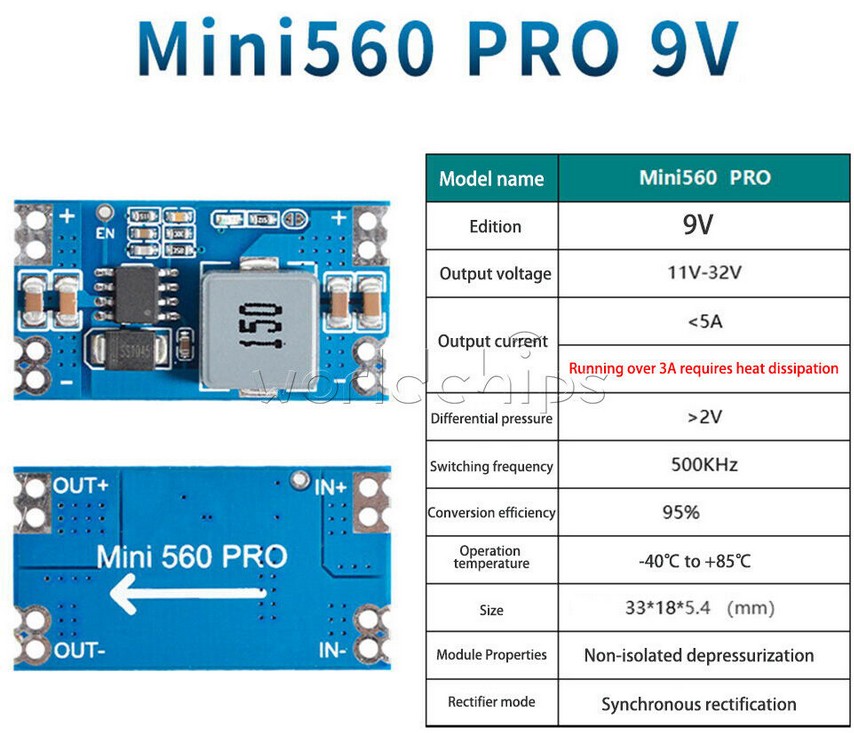 Mini560 PRO 9V
Model name Mini560 PRO
Edition 9V
Output voltage 11V-32V
Output current <5A
Running over 3A requires heat dissipation
Differential pressure >2V
Switching frequency 500KHz
Conversion efficiency 95%
Operation
temperature -40℃ to +85℃
Size 33*18*5.4 (mm)
Module Properties Non-isolated depressurization
Rectifier mode Synchronous rectification
+ +
EN
150
SS1045
- -
worldchips
OUT+ IN+
Mini 560 PRO
OUT- IN-